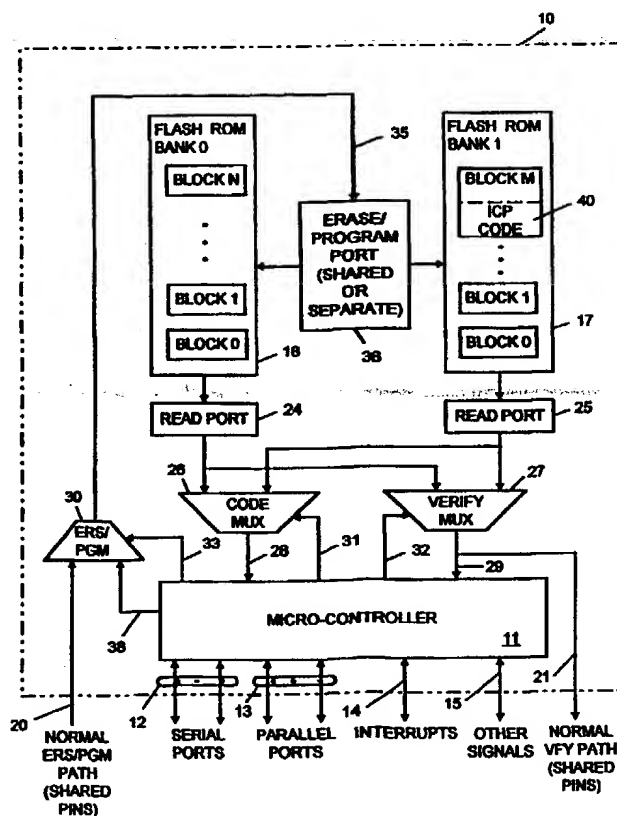 10
FLASH ROM
BANK 0
BLOCK N
BLOCK 1
BLOCK 0
18
35
ERASE/
PROGRAM
PORT
(SHARED
OR
SEPARATE)
36
FLASH ROM
BANK 1
BLOCK M
ICP
CODE
40
BLOCK 1
BLOCK 0
17
READ PORT
24
READ PORT
25
26
CODE
MUX
27
VERIFY
MUX
30
ERS/
PGM
33
28
31
32
29
38
MICRO-CONTROLLER
11
21
20
12
13
14
15
NORMAL
ERS/PGM
PATH
(SHARED
PINS)
SERIAL
PORTS
PARALLEL
PORTS
INTERRUPTS
OTHER
SIGNALS
NORMAL
VFY PATH
(SHARED
PINS)